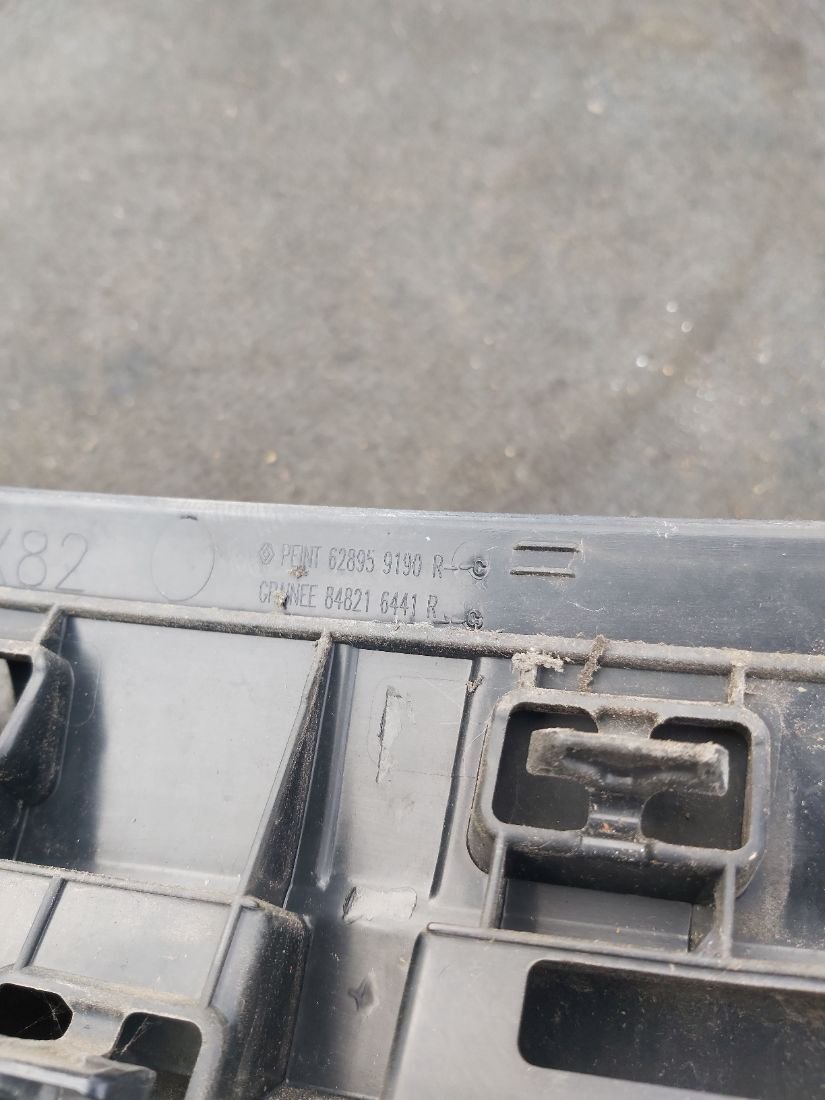 X82
PEINT 62895 9190 R-C
GRAINEE 84821 6441 R-C